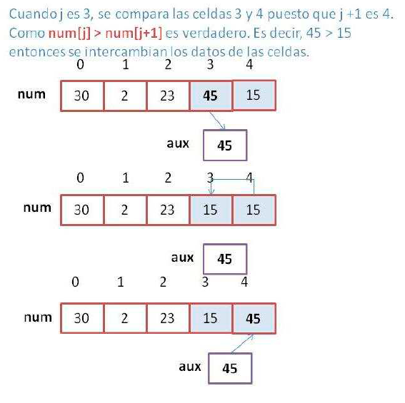 Cuando j es 3, se compara las celdas 3 y 4 puesto que j +1 es 4.
Como num[j] > num[j+1] es verdadero. Es decir, 45 > 15
entonces se intercambian los datos de las celdas.
0 1 2 3 4
num 30 2 23 45 15
aux 45
0 1 2 3 4
num 30 2 23 15 15
aux 45
0 1 2 3 4
num 30 2 23 15 45
aux 45